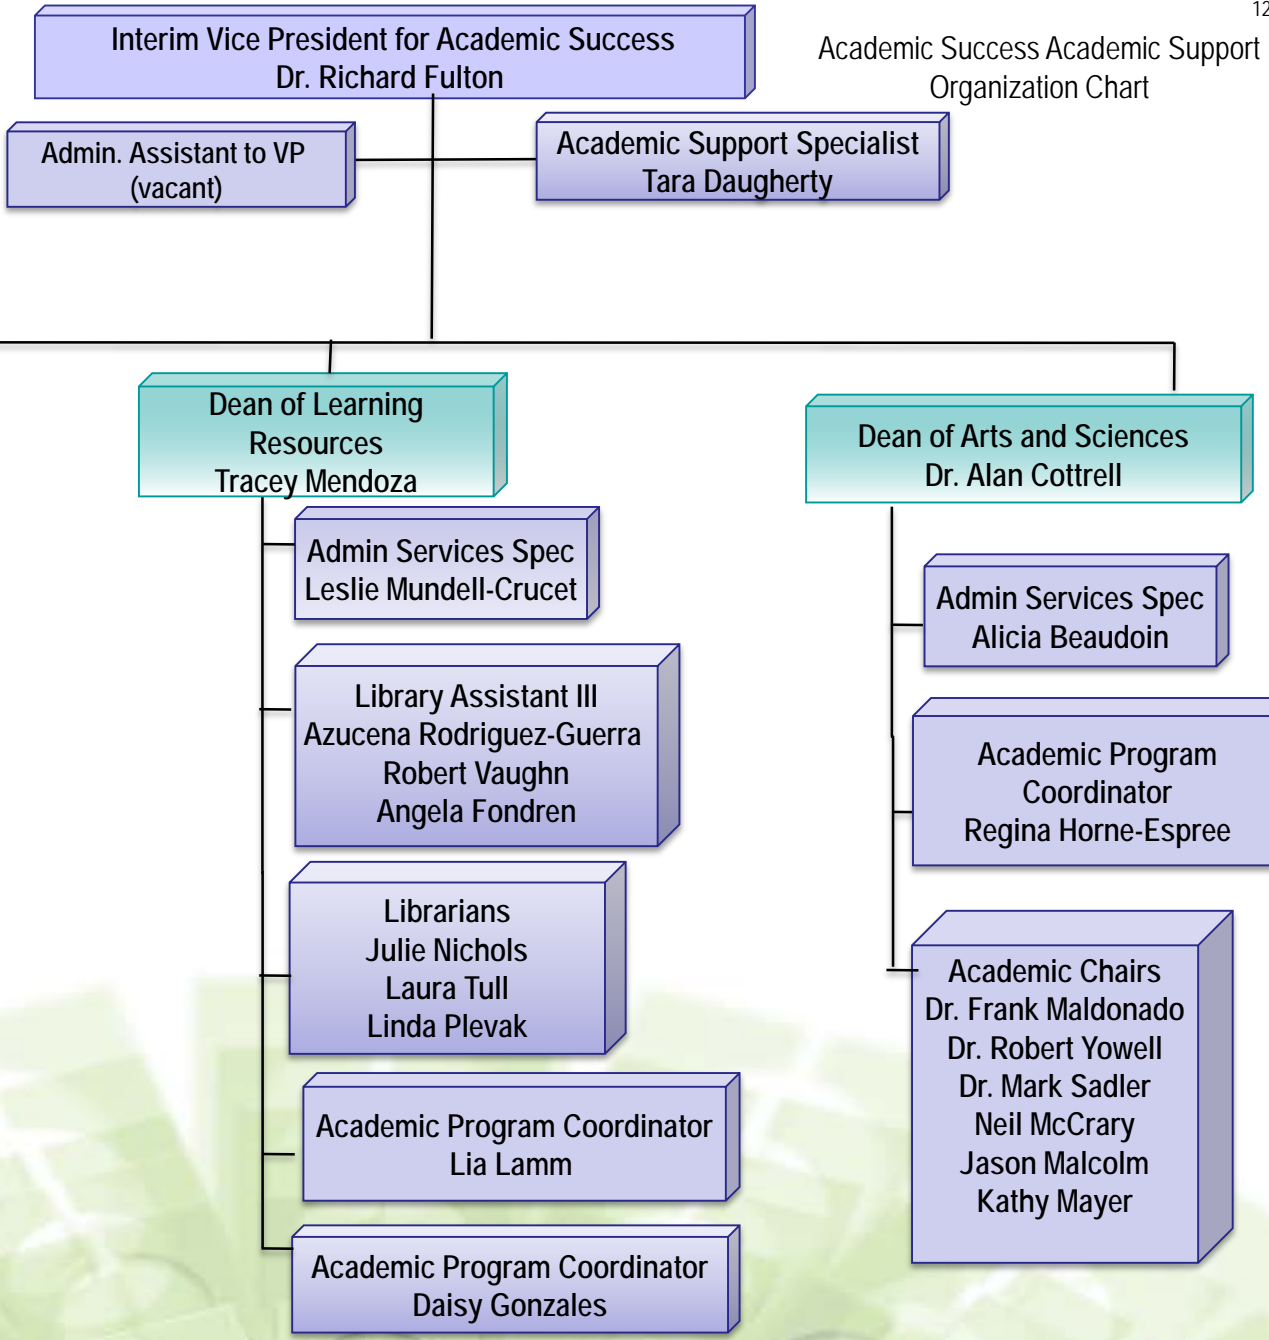 12
Academic Success Academic Support
Organization Chart
Interim Vice President for Academic Success
Dr. Richard Fulton
Admin. Assistant to VP
(vacant)
Academic Support Specialist
Tara Daugherty
Dean of Learning
Resources
Tracey Mendoza
Admin Services Spec
Leslie Mundell-Crucet
Library Assistant III
Azucena Rodriguez-Guerra
Robert Vaughn
Angela Fondren
Librarians
Julie Nichols
Laura Tull
Linda Plevak
Academic Program Coordinator
Lia Lamm
Academic Program Coordinator
Daisy Gonzales
Dean of Arts and Sciences
Dr. Alan Cottrell
Admin Services Spec
Alicia Beaudoin
Academic Program
Coordinator
Regina Horne-Espree
Academic Chairs
Dr. Frank Maldonado
Dr. Robert Yowell
Dr. Mark Sadler
Neil McCrary
Jason Malcolm
Kathy Mayer